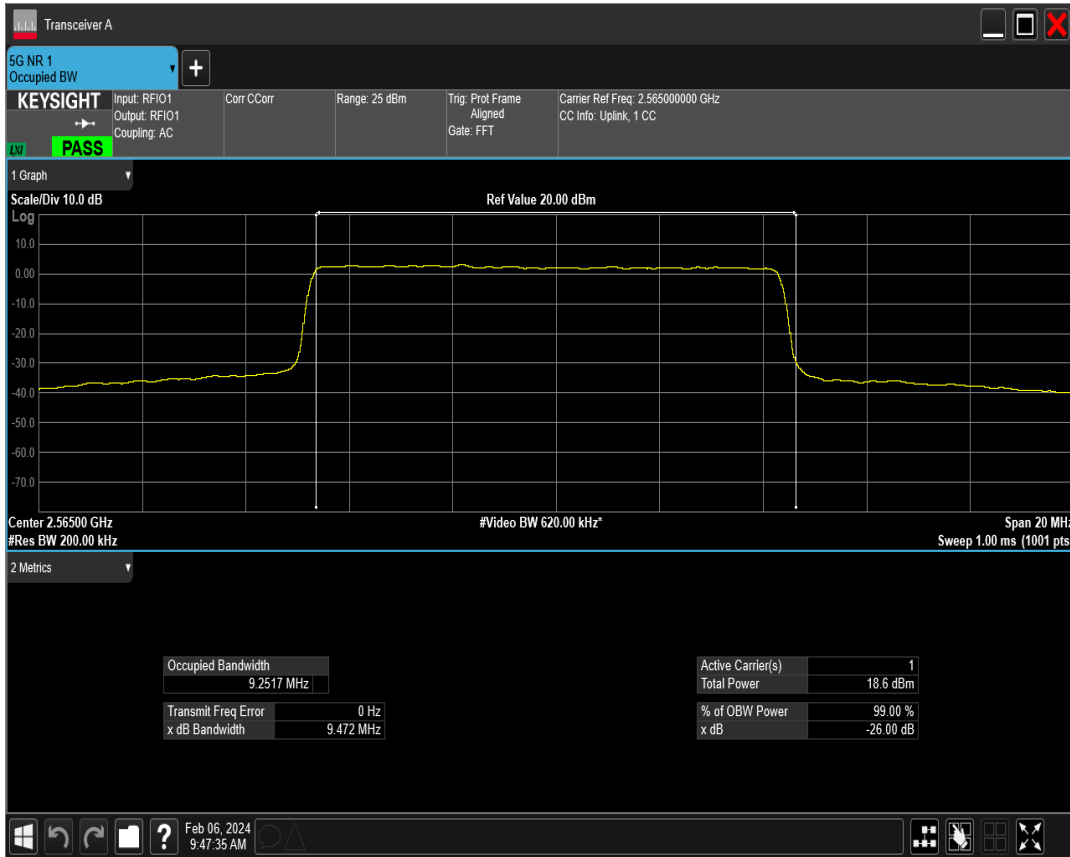 Transceiver A
5G NR 1
Occupied BW
+
KEYSIGHT
LXI
PASS
Input: RFIO1
Output: RFIO1
Coupling: AC
Corr CCorr
Range: 25 dBm
Trig: Prot Frame
Aligned
Gate: FFT
Carrier Ref Freq: 2.565000000 GHz
CC Info: Uplink, 1 CC
1 Graph
Scale/Div 10.0 dB
Ref Value 20.00 dBm
Log
10.0
0.00
-10.0
-20.0
-30.0
-40.0
-50.0
-60.0
-70.0
Center 2.56500 GHz
#Video BW 620.00 kHz*
Span 20 MHz
#Res BW 200.00 kHz
Sweep 1.00 ms (1001 pts
2 Metrics
Occupied Bandwidth
9.2517 MHz
Transmit Freq Error 0 Hz
x dB Bandwidth 9.472 MHz
Active Carrier(s) 1
Total Power 18.6 dBm
% of OBW Power 99.00 %
x dB -26.00 dB
?
Feb 06, 2024
9:47:35 AM